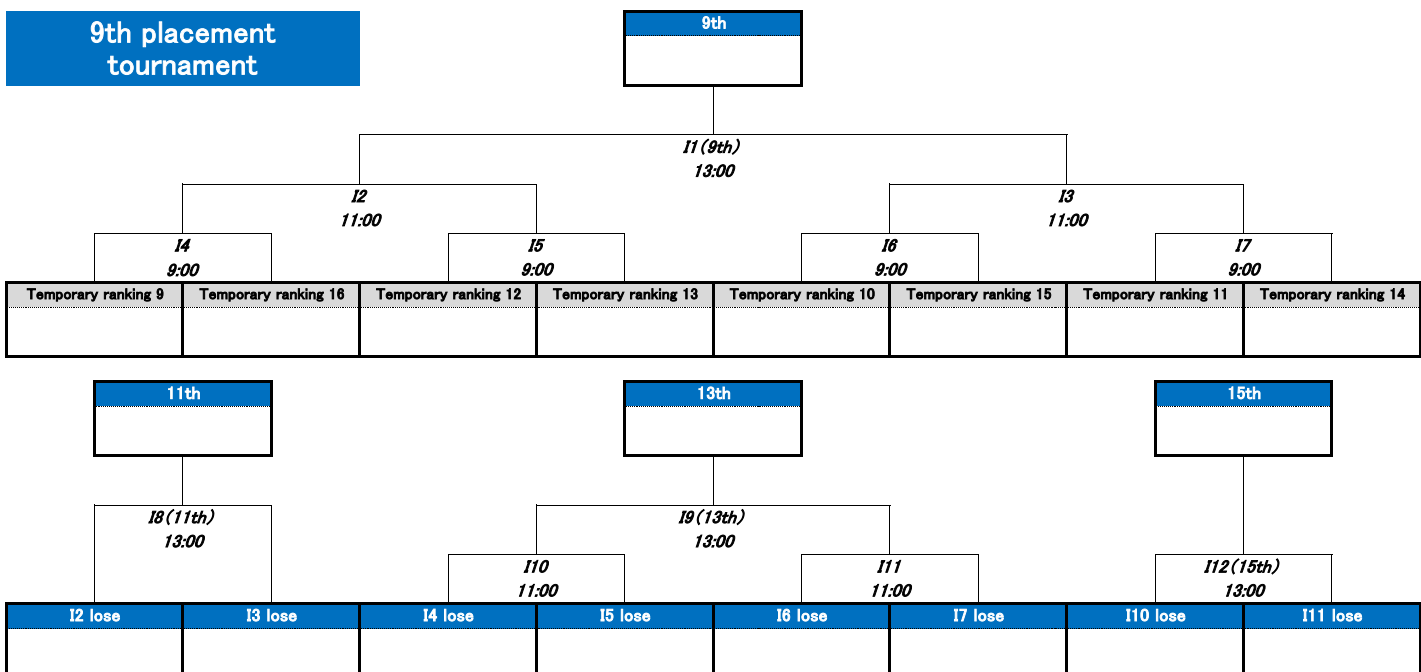 9th placement
tournament
9th
I1(9th)
13:00
I2
11:00
I3
11:00
I4
9:00
I5
9:00
I6
9:00
I7
9:00
Temporary ranking 9
Temporary ranking 16
Temporary ranking 12
Temporary ranking 13
Temporary ranking 10
Temporary ranking 15
Temporary ranking 11
Temporary ranking 14
11th
13th
15th
I8(11th)
13:00
I9(13th)
13:00
I10
11:00
I11
11:00
I12(15th)
13:00
I2 lose
I3 lose
I4 lose
I5 lose
I6 lose
I7 lose
I10 lose
I11 lose